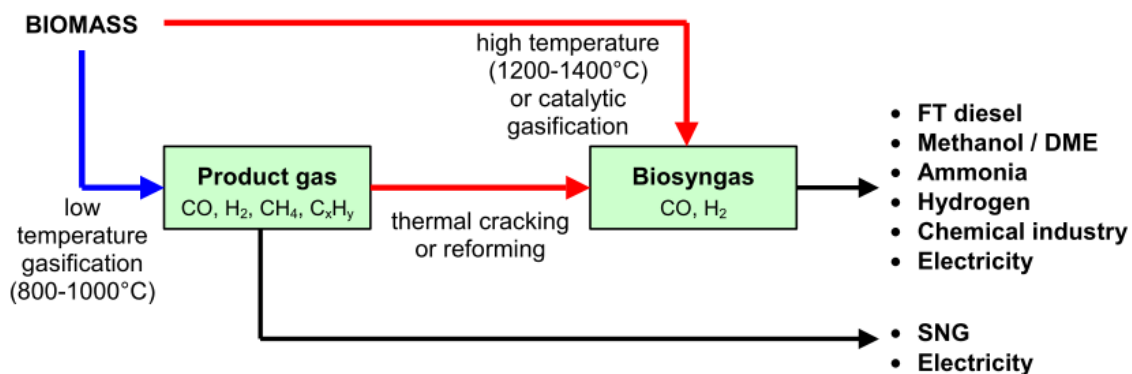 BIOMASS
high temperature
(1200-1400°C)
or catalytic
gasification
low
temperature
gasification
(800-1000°C)
Product gas
CO, H₂, CH₄, CₓHᵧ
thermal cracking
or reforming
Biosyngas
CO, H₂
• FT diesel
• Methanol / DME
• Ammonia
• Hydrogen
• Chemical industry
• Electricity
• SNG
• Electricity